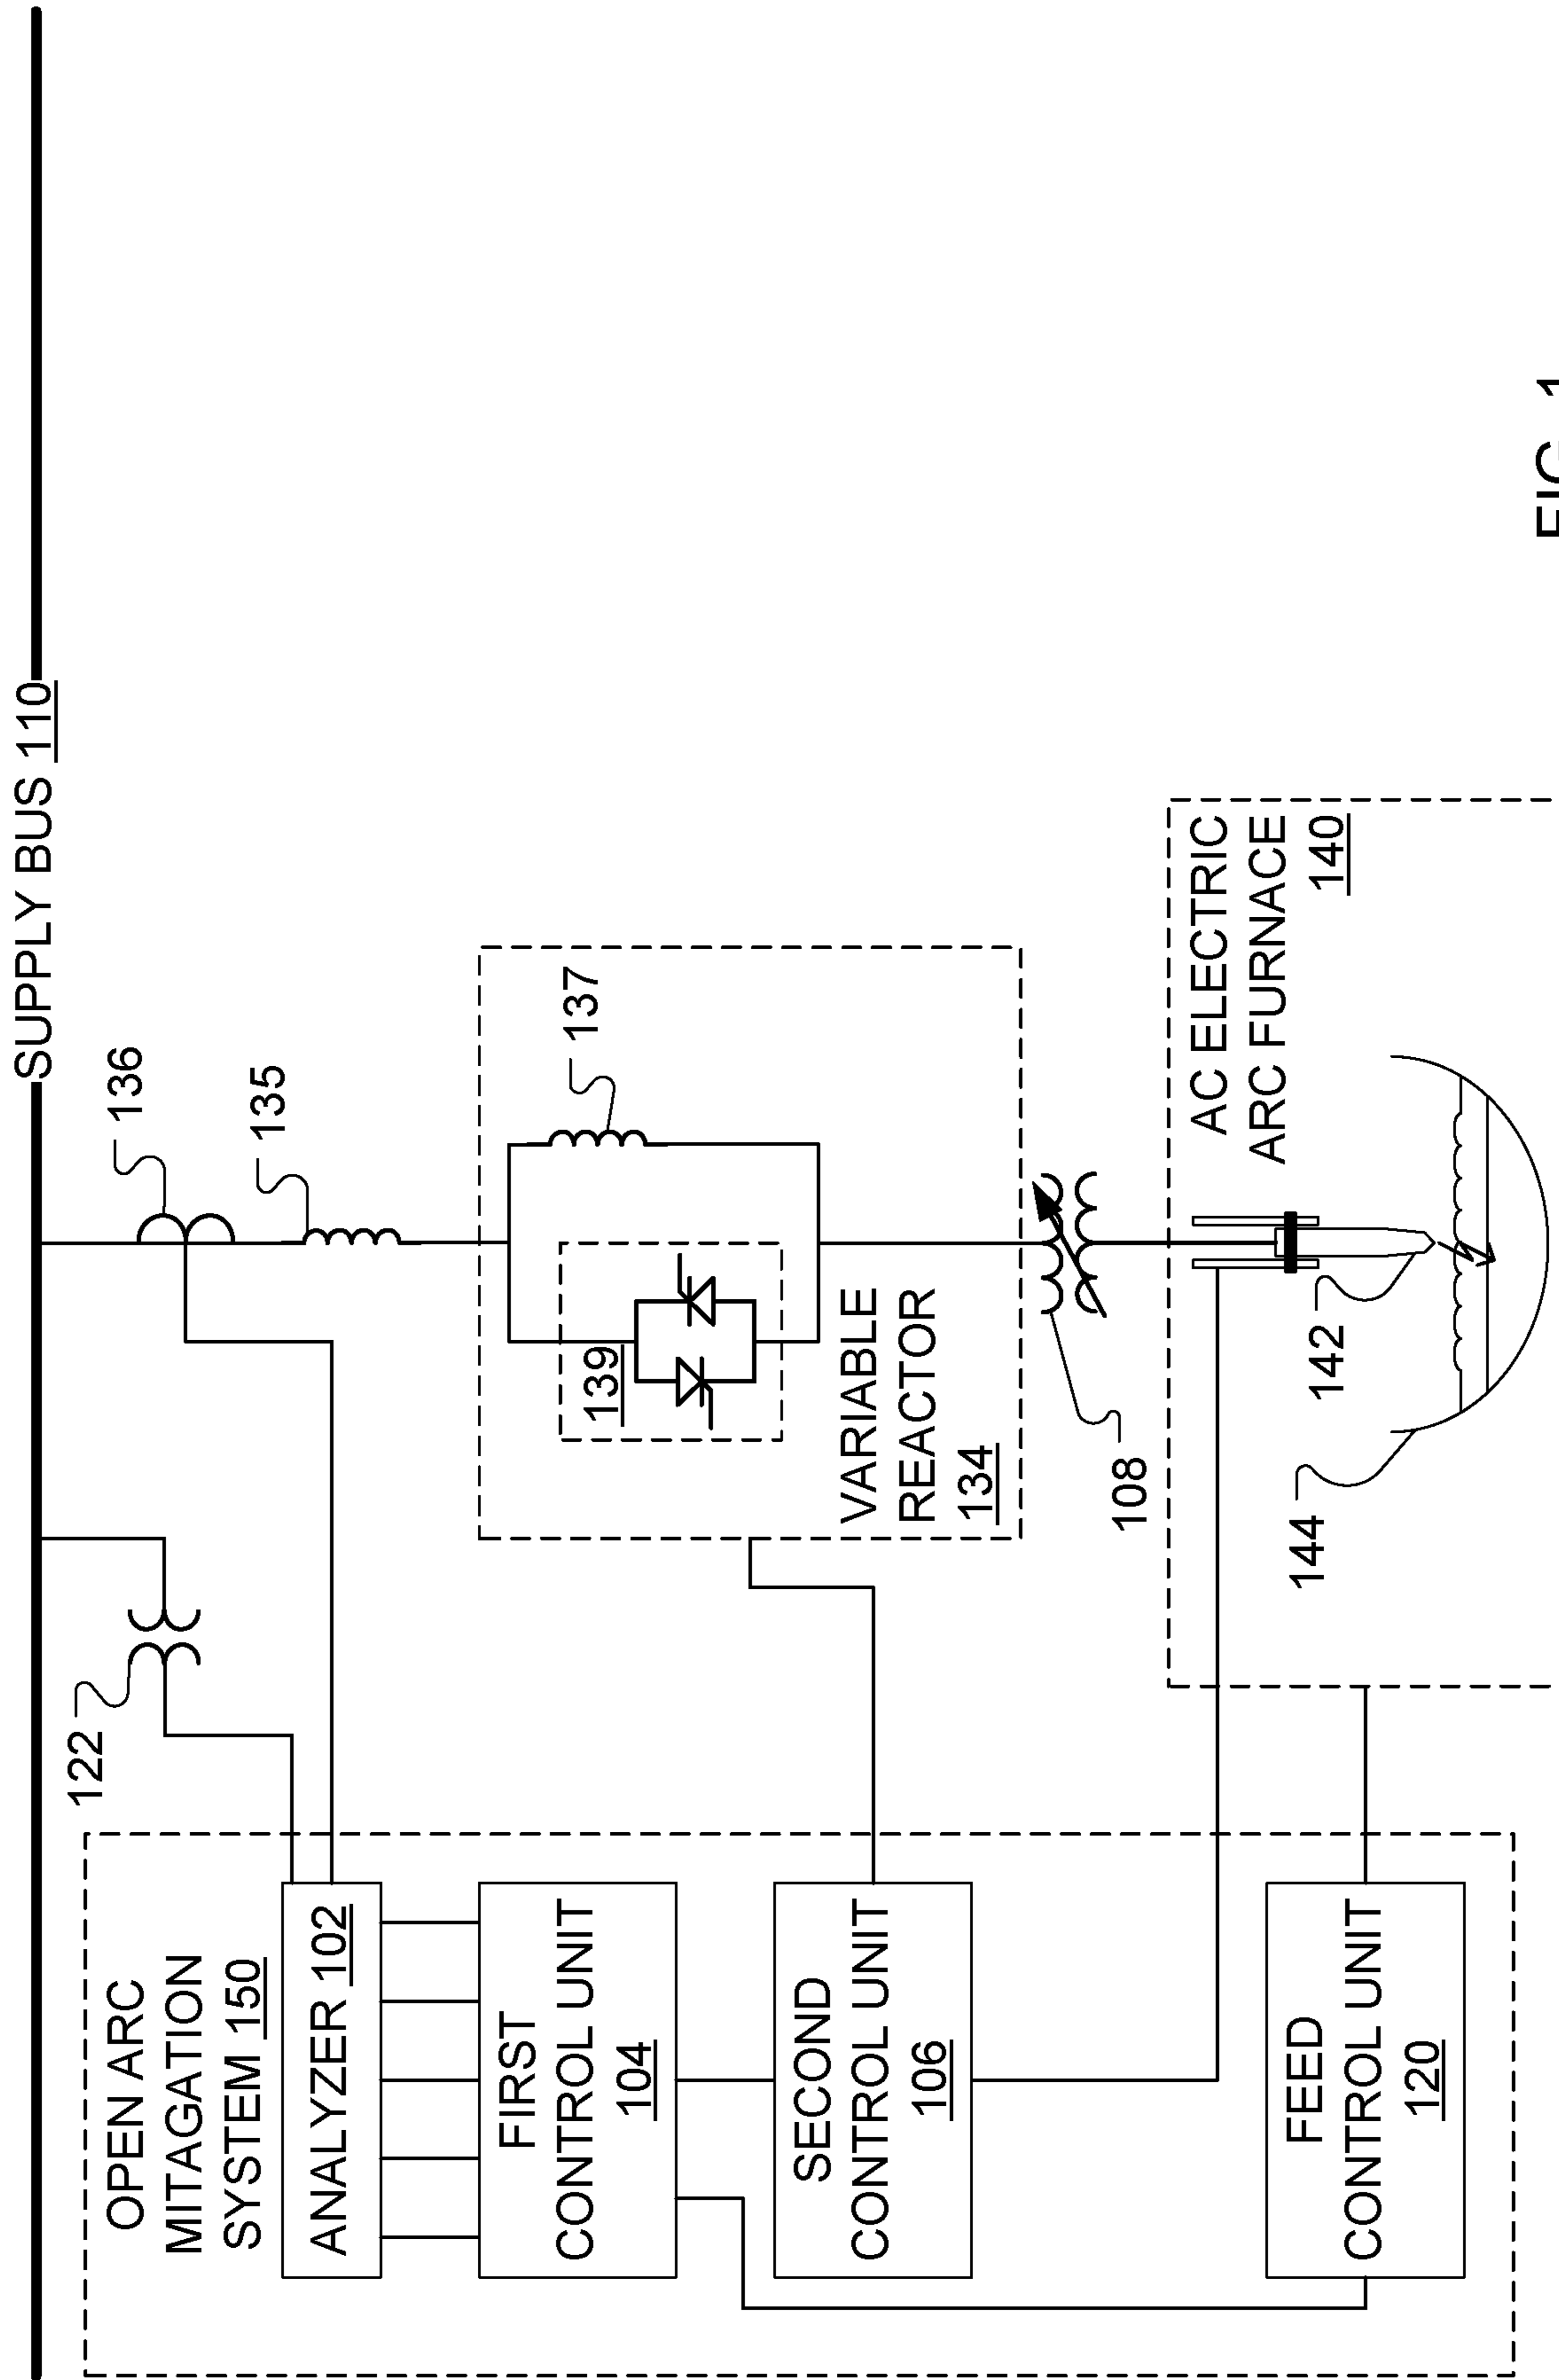 SUPPLY BUS 110
136
135
122
OPEN ARC
MITAGATION
SYSTEM 150
ANALYZER 102
FIRST
CONTROL UNIT
104
SECOND
CONTROL UNIT
106
FEED
CONTROL UNIT
120
137
139
VARIABLE
REACTOR
134
108
AC ELECTRIC
ARC FURNACE
140
142
144
FIG. 1